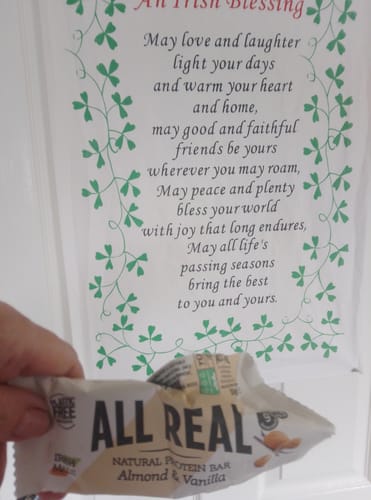 An Irish Blessing
May love and laughter
light your days
and warm your heart
and home,
may good and faithful
friends be yours
wherever you may roam,
May peace and plenty
bless your world
with joy that long endures,
May all life's
passing seasons
bring the best
to you and yours.
FREE
ALL REAL
NATURAL PROTEIN BAR
Almond & Vanilla